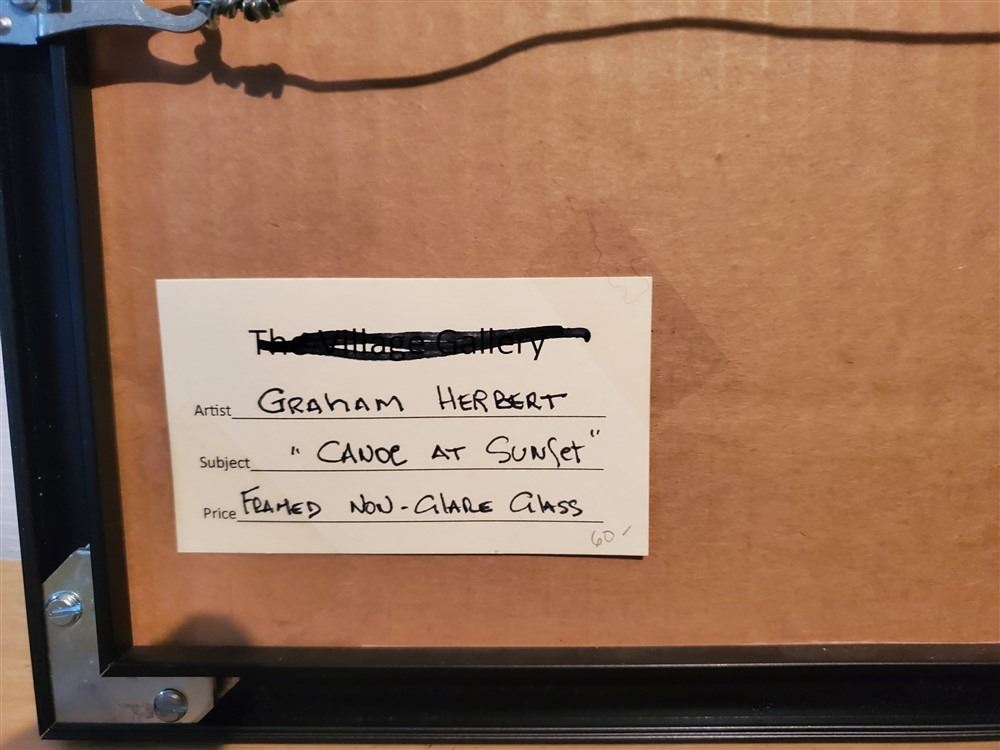 The Village Gallery
Artist GRAHAM HERBERT
Subject "CANOE AT SUNSET"
Price FRAMED NON-GLARE GLASS
60-